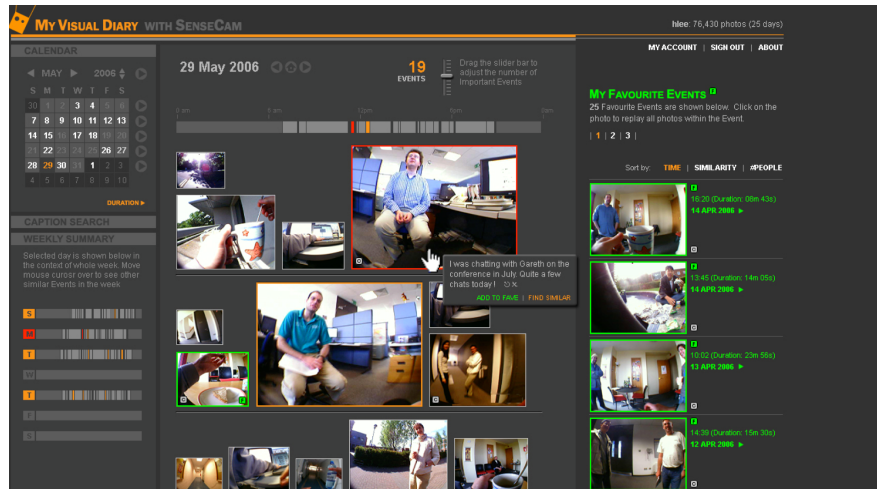 MY VISUAL DIARY WITH SENSECAM
hlee: 76,430 photos (25 days)
MY ACCOUNT | SIGN OUT | ABOUT
CALENDAR
MAY 2006
S M T W T F S
30 1 2 3 4 5 6
7 8 9 10 11 12 13
14 15 16 17 18 19 20
21 22 23 24 25 26 27
28 29 30 31 1 2 3
4 5 6 7 8 9 10
DURATION
CAPTION SEARCH
WEEKLY SUMMARY
Selected day is shown below in
the context of whole week. Move
mouse curosr over to see other
similar Events in the week
S
M
T
W
T
F
S
29 May 2006
19
EVENTS
Drag the slider bar to
adjust the number of
Important Events
I was chatting with Gareth on the
conference in July. Quite a few
chats today !
ADD TO FAVE | FIND SIMILAR
MY FAVOURITE EVENTS F
25 Favourite Events are shown below. Click on the
photo to replay all photos within the Event.
| 1 | 2 | 3 |
Sort by: TIME | SIMILARITY | #PEOPLE
F
16:20 (Duration: 08m 43s)
14 APR 2006
F
13:45 (Duration: 14m 05s)
14 APR 2006
F
10:02 (Duration: 23m 56s)
13 APR 2006
F
14:39 (Duration: 15m 30s)
12 APR 2006